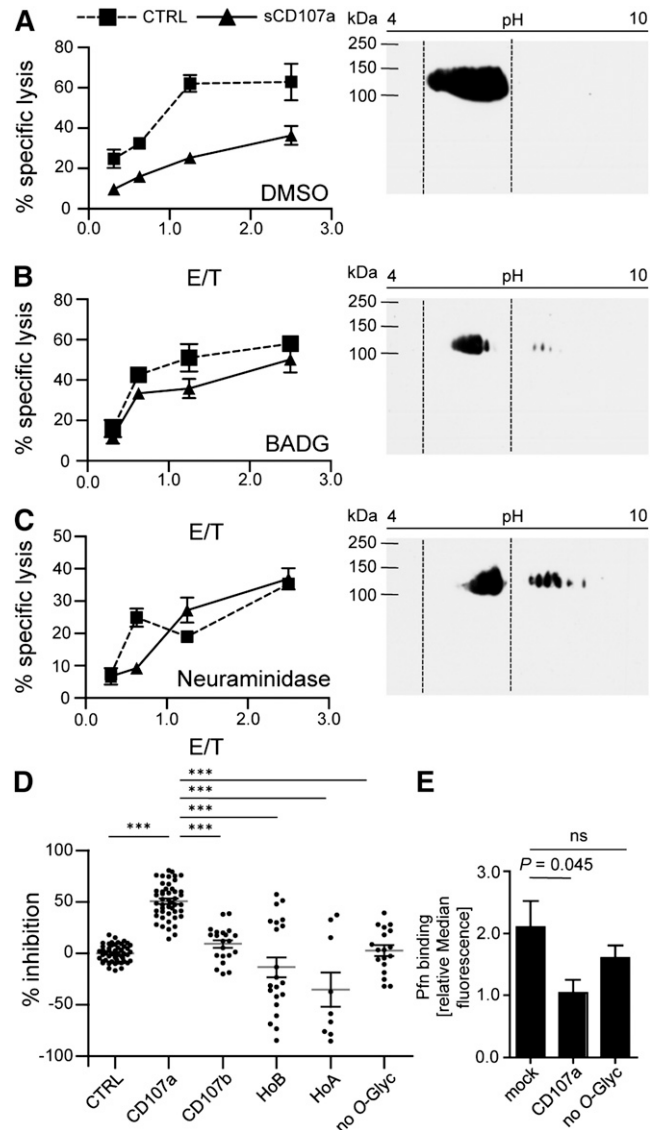 A
CTRL sCD107a
% specific lysis
80
60
40
20
0
0.0 1.0 2.0 3.0
DMSO
E/T
4 pH 10
kDa
250
150
100
B
% specific lysis
80
60
40
20
0
0.0 1.0 2.0 3.0
BADG
E/T
kDa 4 pH 10
250
150
100
C
% specific lysis
50
40
30
20
10
0
0.0 1.0 2.0 3.0
Neuraminidase
E/T
kDa 4 pH 10
250
150
100
D
***
***
***
*** ***
% inhibition
100
50
0
-50
-100
CTRL CD107a CD107b HoB HoA no O-Glyc
E
ns
P = 0.045
Pfn binding
[relative Median
fluorescence]
3.0
2.0
1.0
0.0
mock CD107a no O-Glyc